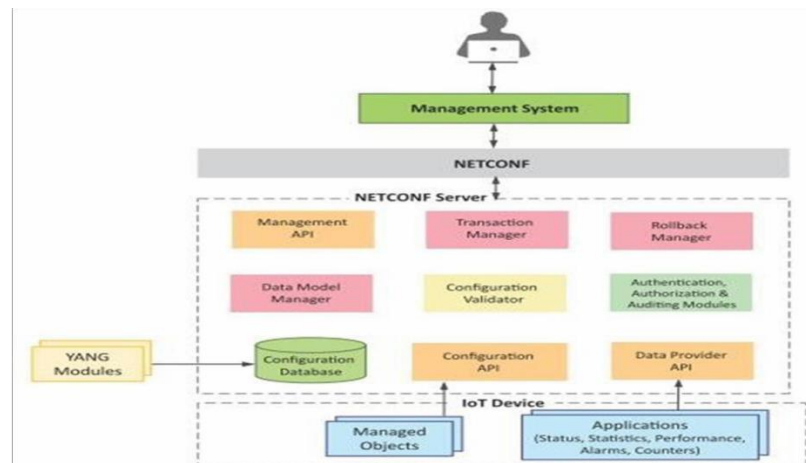 Management System
NETCONF
NETCONF Server
Management
API
Transaction
Manager
Rollback
Manager
Data Model
Manager
Configuration
Validator
Authentication,
Authorization &
Auditing Modules
YANG
Modules
Configuration
Database
Configuration
API
Data Provider
API
IoT Device
Managed
Objects
Applications
(Status, Statistics, Performance,
Alarms, Counters)